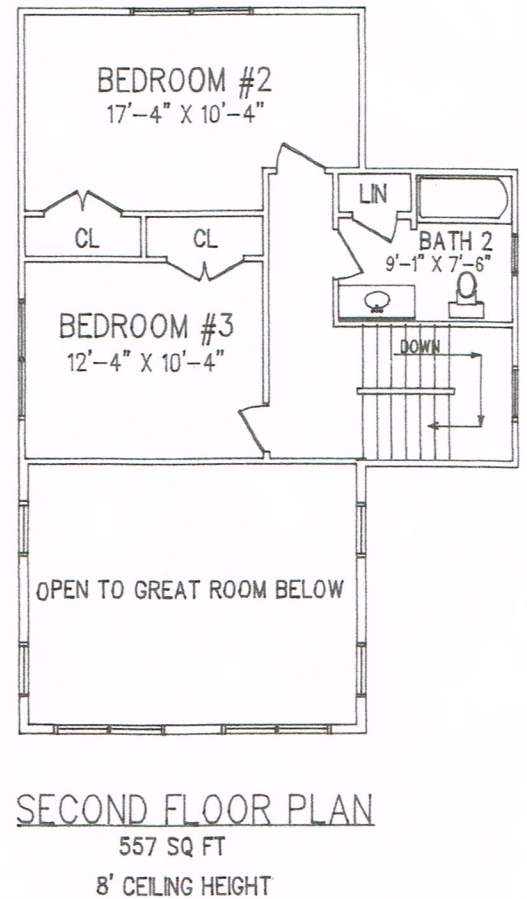 BEDROOM #2
17'-4" X 10'-4"
LIN
CL
CL
BATH 2
9'-1" X 7'-6"
BEDROOM #3
12'-4" X 10'-4"
DOWN
OPEN TO GREAT ROOM BELOW
SECOND FLOOR PLAN
557 SQ FT
8' CEILING HEIGHT